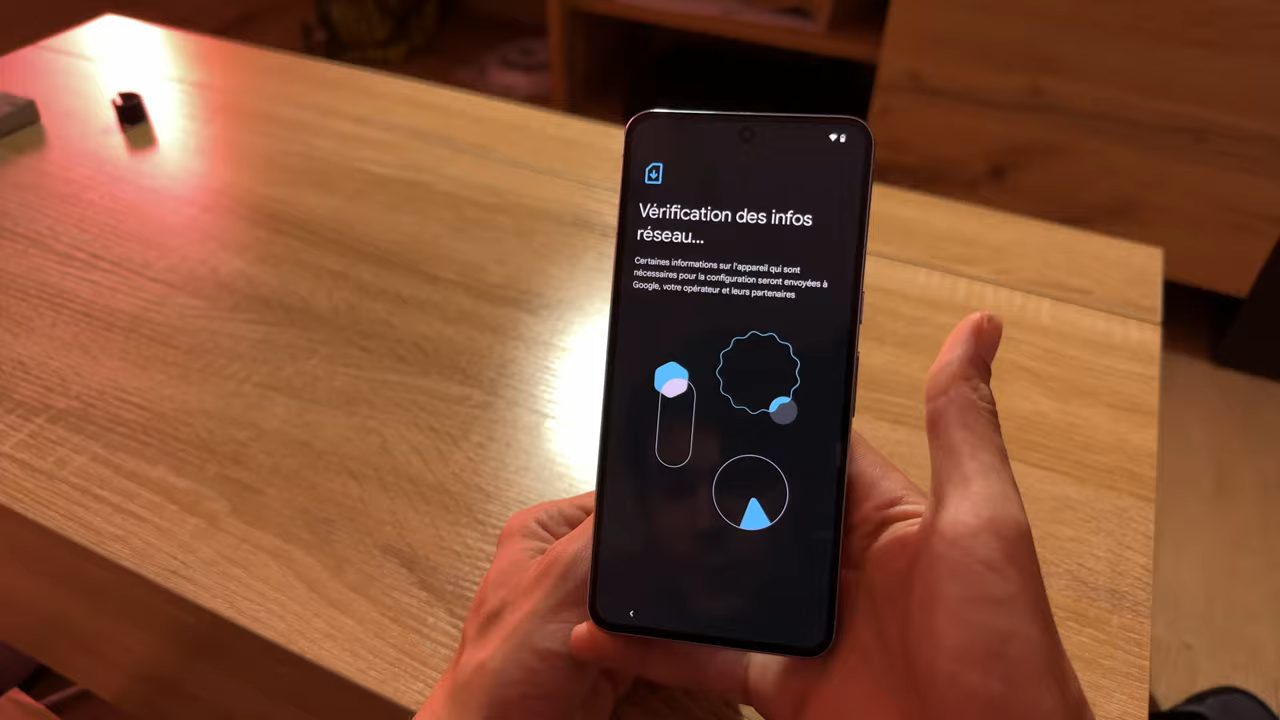 Vérification des infos
réseau...
Certaines informations sur l'appareil qui sont
nécessaires pour la configuration seront envoyées à
Google, votre opérateur et leurs partenaires